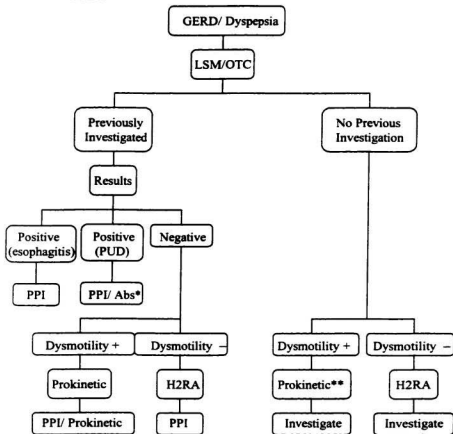 GERD/ Dyspepsia
LSM/OTC
Previously
Investigated
No Previous
Investigation
Results
Positive
(esophagitis)
Positive
(PUD)
Negative
PPI
PPI/ Abs*
Dysmotility +
Dysmotility –
Dysmotility +
Dysmotility –
Prokinetic
H2RA
Prokinetic**
H2RA
PPI/ Prokinetic
PPI
Investigate
Investigate